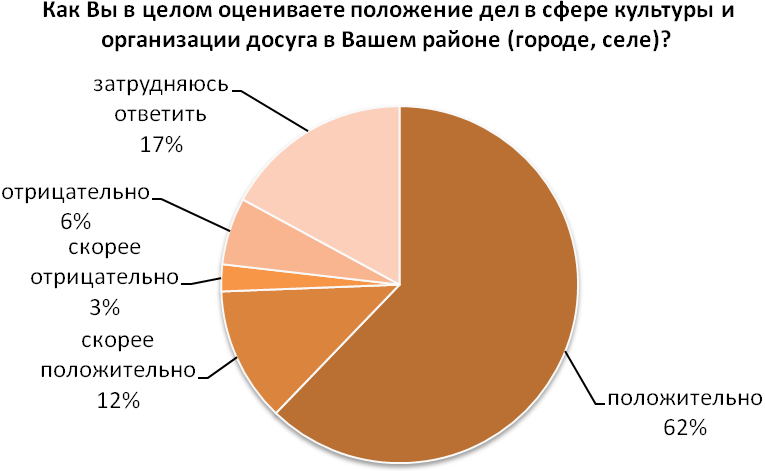 Как Вы в целом оцениваете положение дел в сфере культуры и
организации досуга в Вашем районе (городе, селе)?
затрудняюсь
ответить
17%
отрицательно
6%
скорее
отрицательно
3%
скорее
положительно
12%
положительно
62%